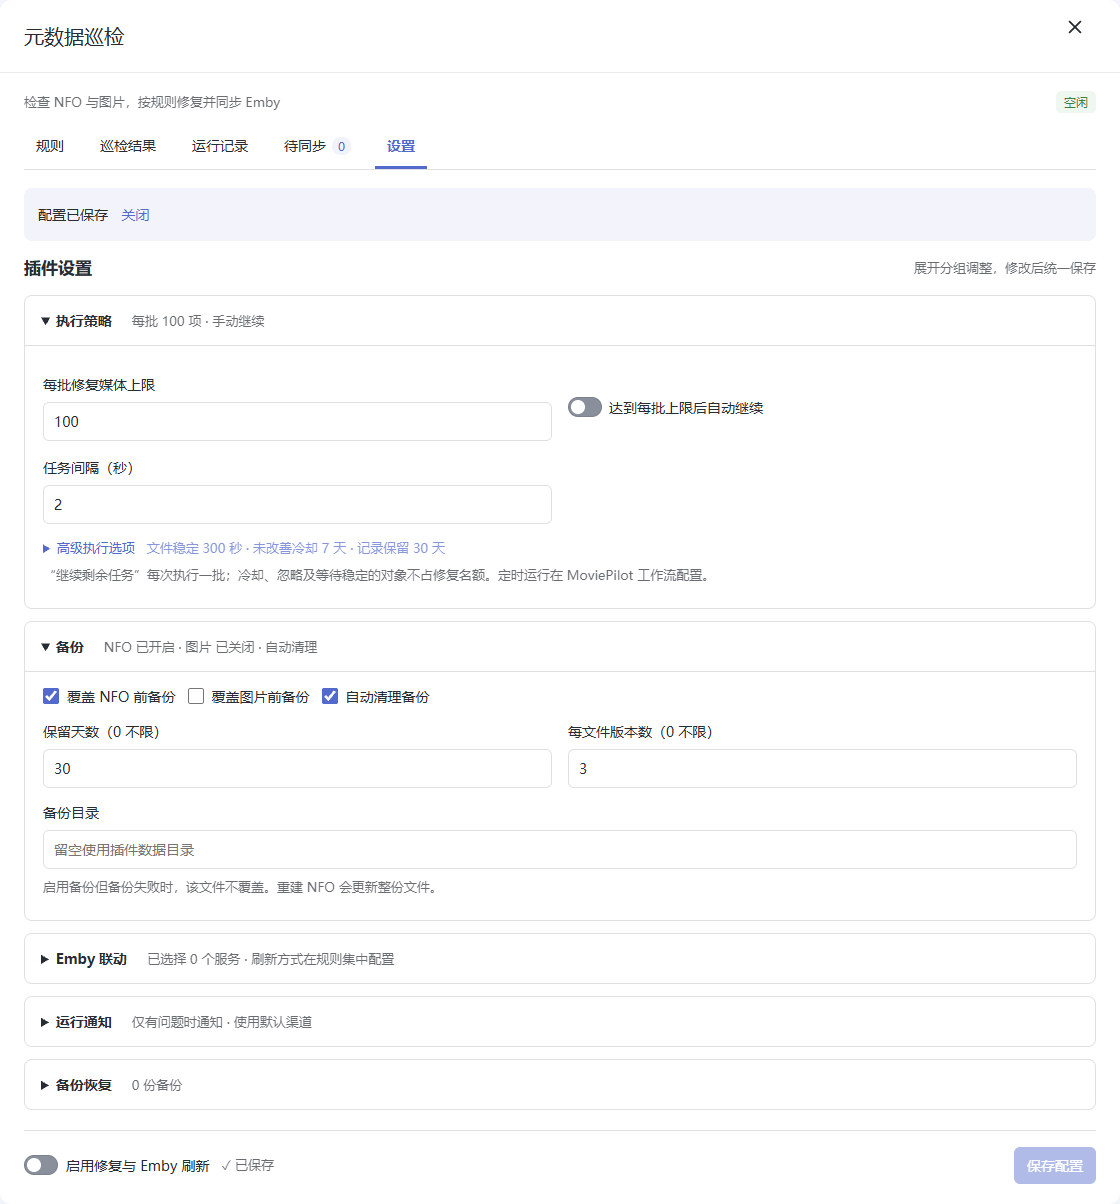 元数据巡检
检查 NFO 与图片，按规则修复并同步 Emby
空闲
规则 巡检结果 运行记录 待同步 0 设置
配置已保存 关闭
插件设置
展开分组调整，修改后统一保存
▼ 执行策略 每批 100 项 · 手动继续
每批修复媒体上限
100
达到每批上限后自动继续
任务间隔（秒）
2
▶ 高级执行选项 文件稳定 300 秒 · 未改善冷却 7 天 · 记录保留 30 天
“继续剩余任务”每次执行一批；冷却、忽略及等待稳定的对象不占修复名额。定时运行在 MoviePilot 工作流配置。
▼ 备份 NFO 已开启 · 图片 已关闭 · 自动清理
覆盖 NFO 前备份 覆盖图片前备份 自动清理备份
保留天数（0 不限） 每文件版本数（0 不限）
30 3
备份目录
留空使用插件数据目录
启用备份但备份失败时，该文件不覆盖。重建 NFO 会更新整份文件。
▶ Emby 联动 已选择 0 个服务 · 刷新方式在规则集中配置
▶ 运行通知 仅有问题时通知 · 使用默认渠道
▶ 备份恢复 0 份备份
启用修复与 Emby 刷新 ✓ 已保存
保存配置